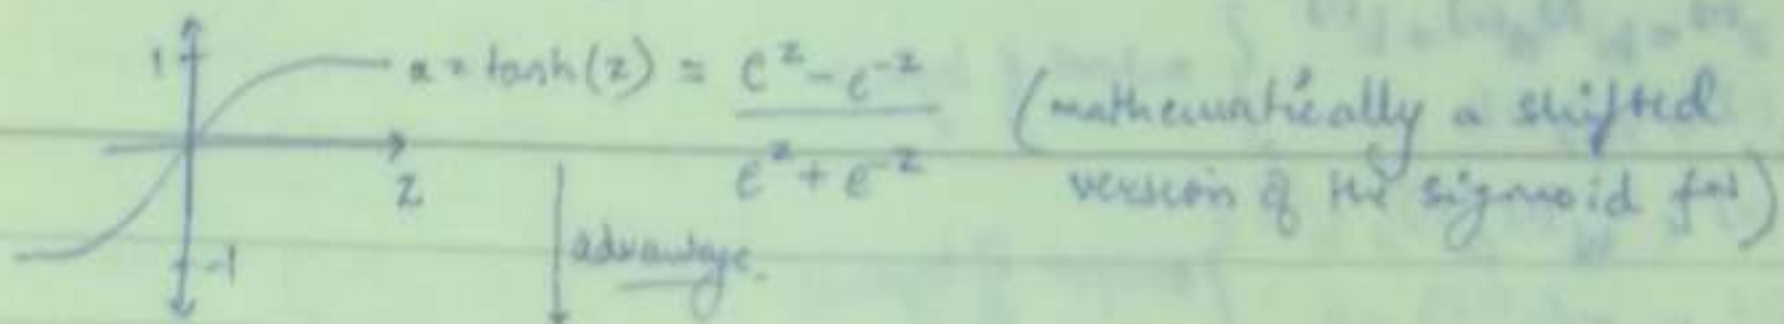 1
a = tanh(z) = e^z - e^-z / e^z + e^-z (mathematically a shifted
version of the sigmoid fn)
z
-1
advantage.